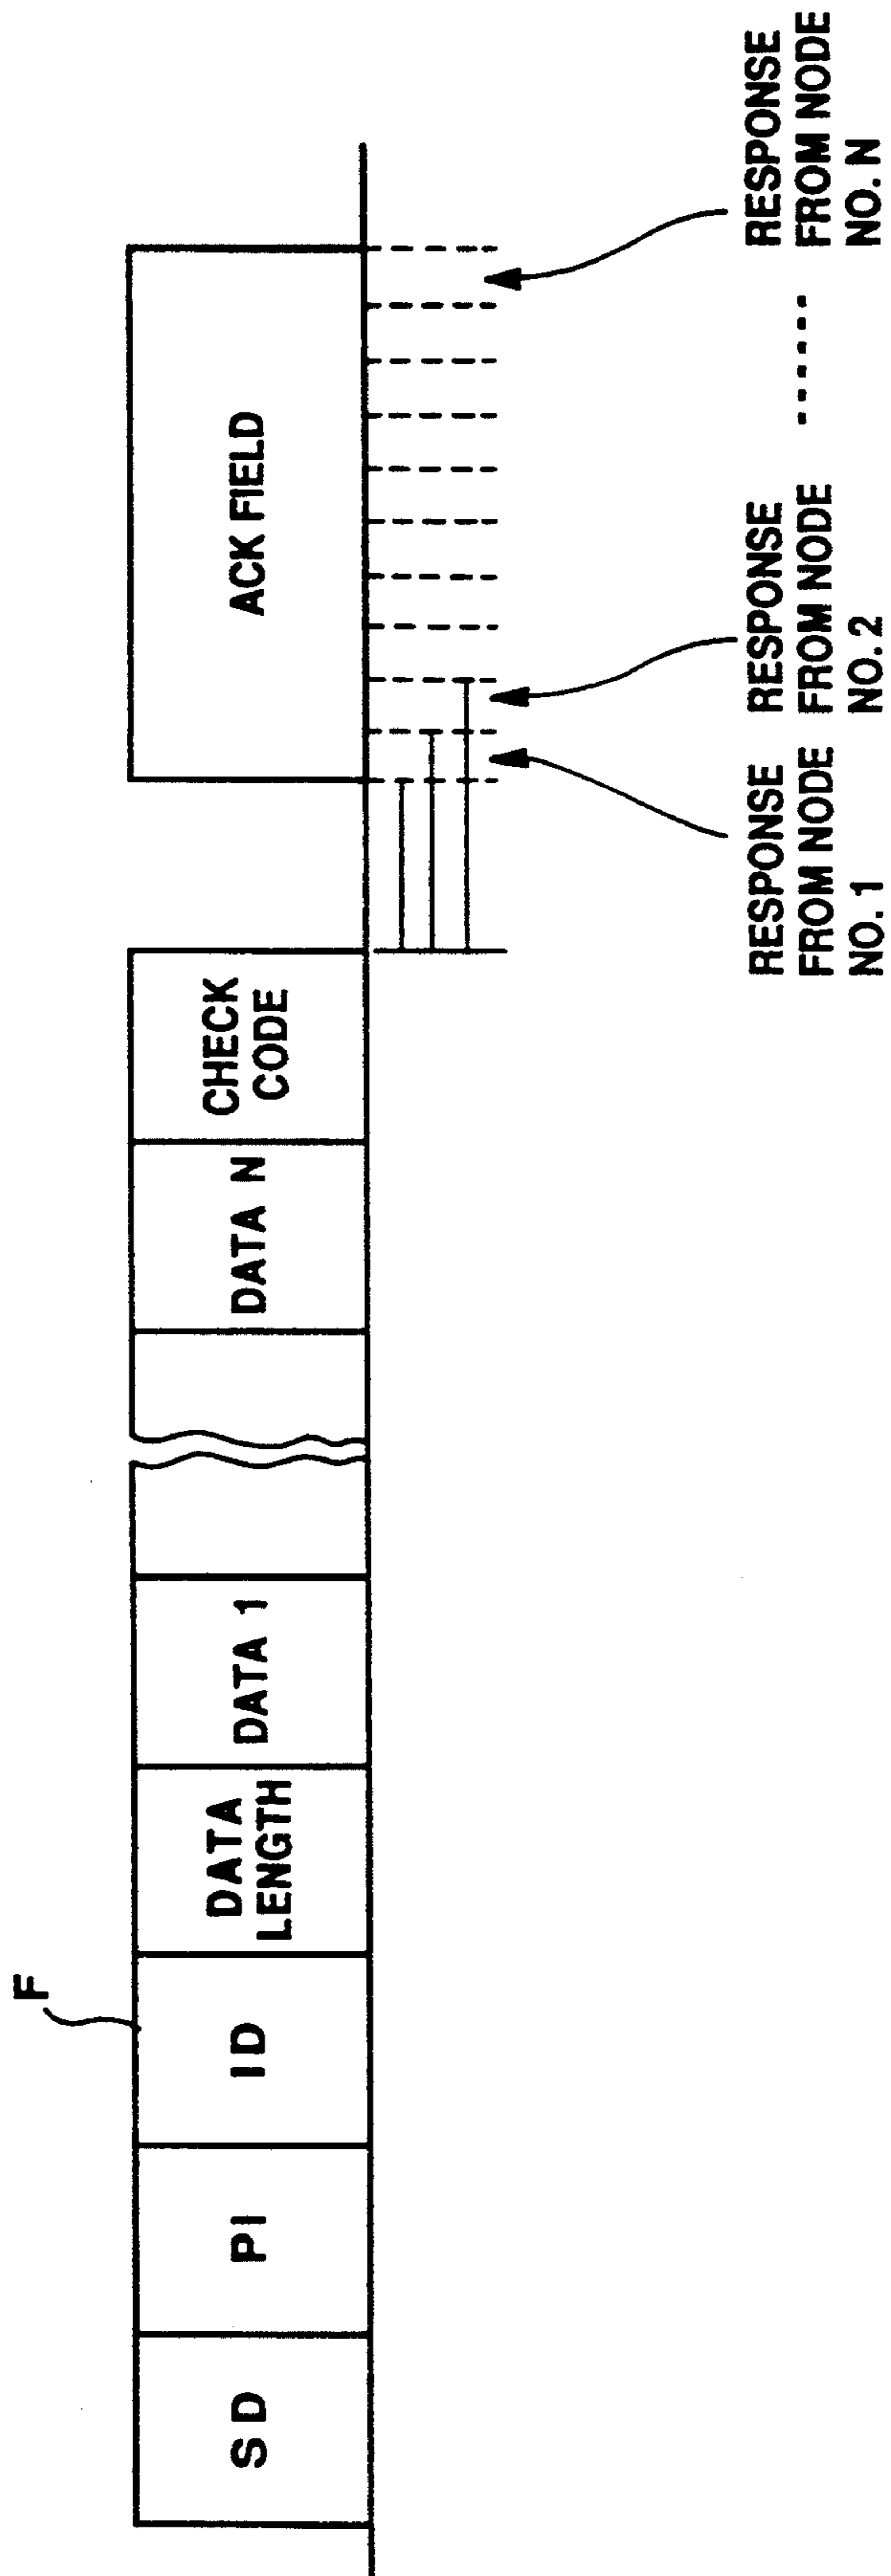 F
SD
PI
ID
DATA
LENGTH
DATA 1
DATA N
CHECK
CODE
ACK FIELD
RESPONSE
FROM NODE
NO. 1
RESPONSE
FROM NODE
NO. 2
RESPONSE
FROM NODE
NO. N